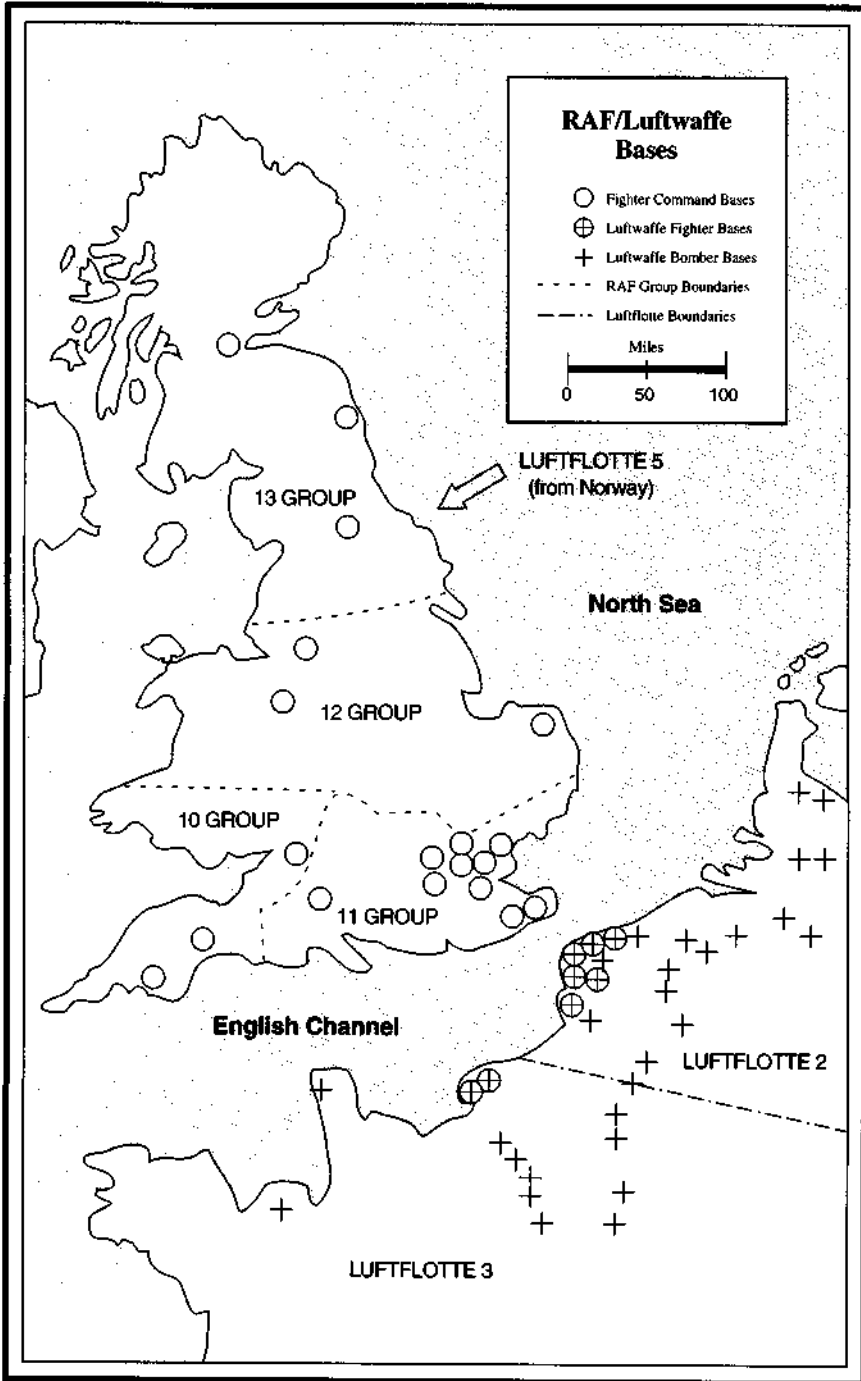 RAF/Luftwaffe
Bases
Fighter Command Bases
Luftwaffe Fighter Bases
Luftwaffe Bomber Bases
RAF Group Boundaries
Luftflotte Boundaries
Miles
0 50 100
LUFTFLOTTE 5
(from Norway)
13 GROUP
North Sea
12 GROUP
10 GROUP
11 GROUP
English Channel
LUFTFLOTTE 2
LUFTFLOTTE 3